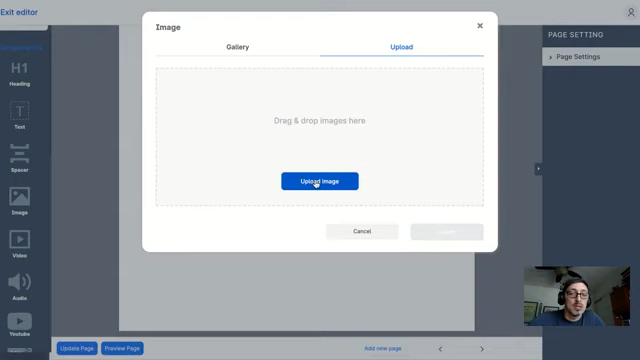 Exit editor
Image
×
Gallery
Upload
PAGE SETTING
Page Settings
H1
Heading
T
Text
Spacer
Image
Video
Audio
Youtube
Drag & drop images here
Upload image
Cancel
Update Page
Preview Page
Add new page